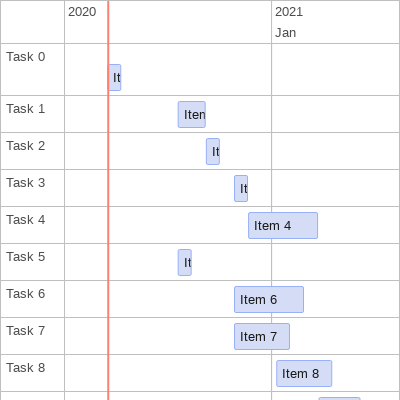 2020 2021
Jan
Task 0
It
Task 1
Iten
Task 2
It
Task 3
It
Task 4
Item 4
Task 5
It
Task 6
Item 6
Task 7
Item 7
Task 8
Item 8